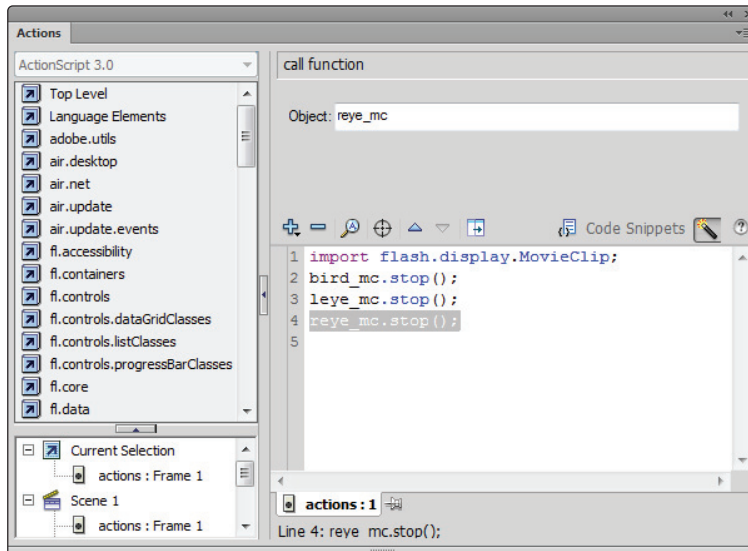 Actions
ActionScript 3.0
Top Level
Language Elements
adobe.utils
air.desktop
air.net
air.update
air.update.events
fl.accessibility
fl.containers
fl.controls
fl.controls.dataGridClasses
fl.controls.listClasses
fl.controls.progressBarClasses
fl.core
fl.data
Current Selection
actions : Frame 1
Scene 1
actions : Frame 1
call function
Object: reye_mc
Code Snippets
1 import flash.display.MovieClip;
2 bird_mc.stop();
3 leye_mc.stop();
4 reye_mc.stop();
5
actions : 1
Line 4: reye_mc.stop();